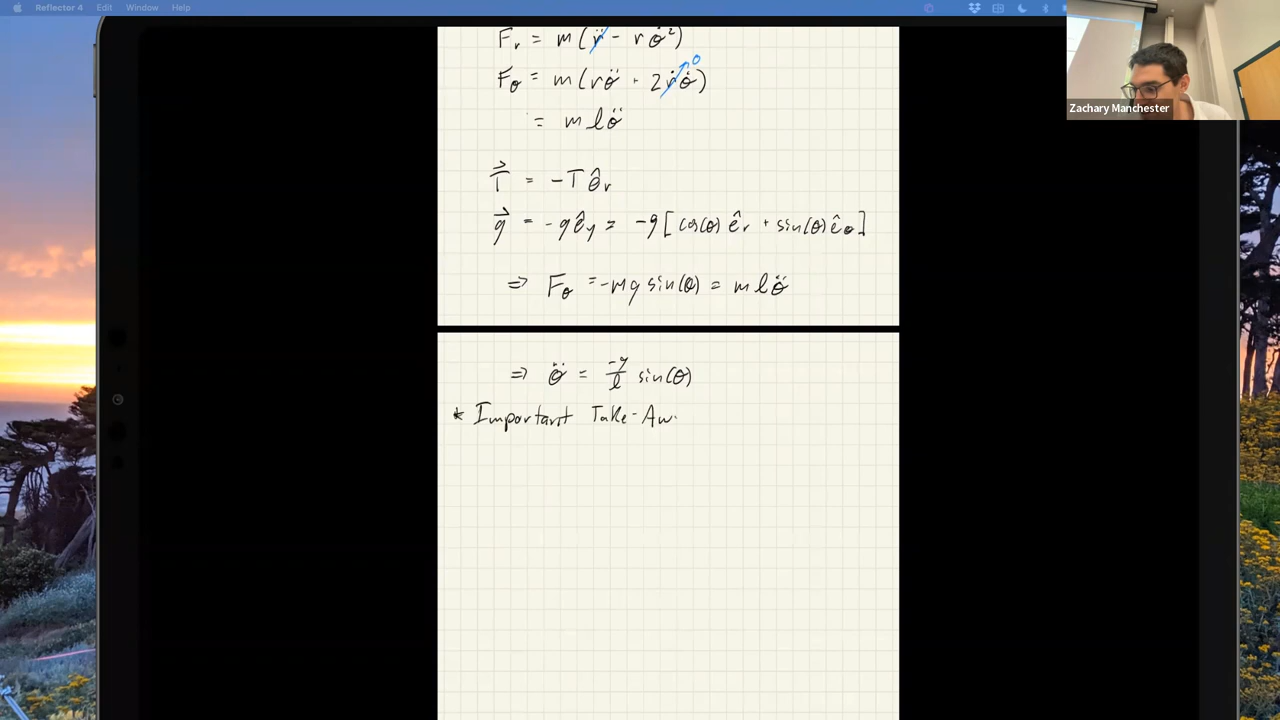 Reflector 4 Edit Window Help
Zachary Manchester
F_r = m(r̈ - rθ̇²)
F_θ = m(rθ̈ + 2ṙθ̇) 0
= mlθ̈
T⃗ = -T ê_r
g⃗ = -g ê_y = -g[cos(θ) ê_r + sin(θ) ê_θ]
⇒ F_θ = -mg sin(θ) = mlθ̈
⇒ θ̈ = -g/l sin(θ)
* Important Take-Aw